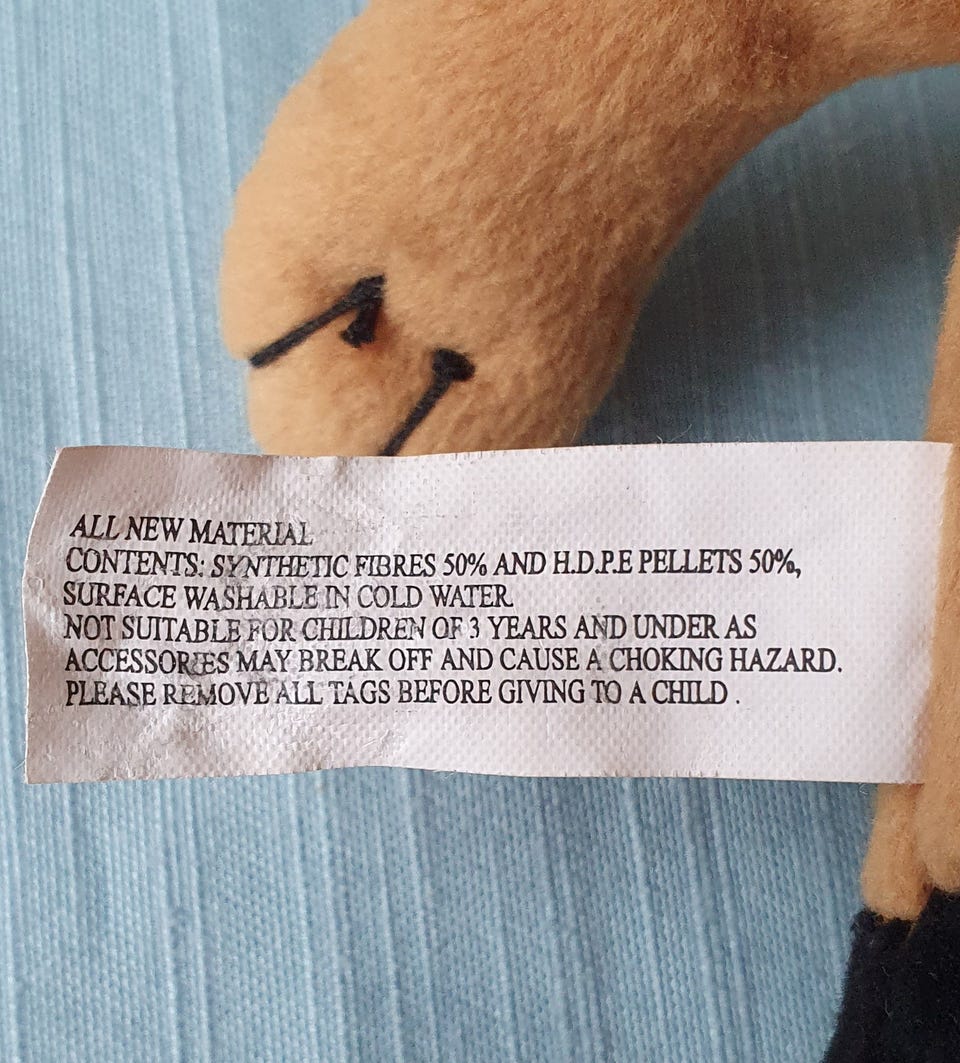 ALL NEW MATERIAL
CONTENTS: SYNTHETIC FIBRES 50% AND H.D.P.E PELLETS 50%,
SURFACE WASHABLE IN COLD WATER
NOT SUITABLE FOR CHILDREN OF 3 YEARS AND UNDER AS
ACCESSORIES MAY BREAK OFF AND CAUSE A CHOKING HAZARD.
PLEASE REMOVE ALL TAGS BEFORE GIVING TO A CHILD .